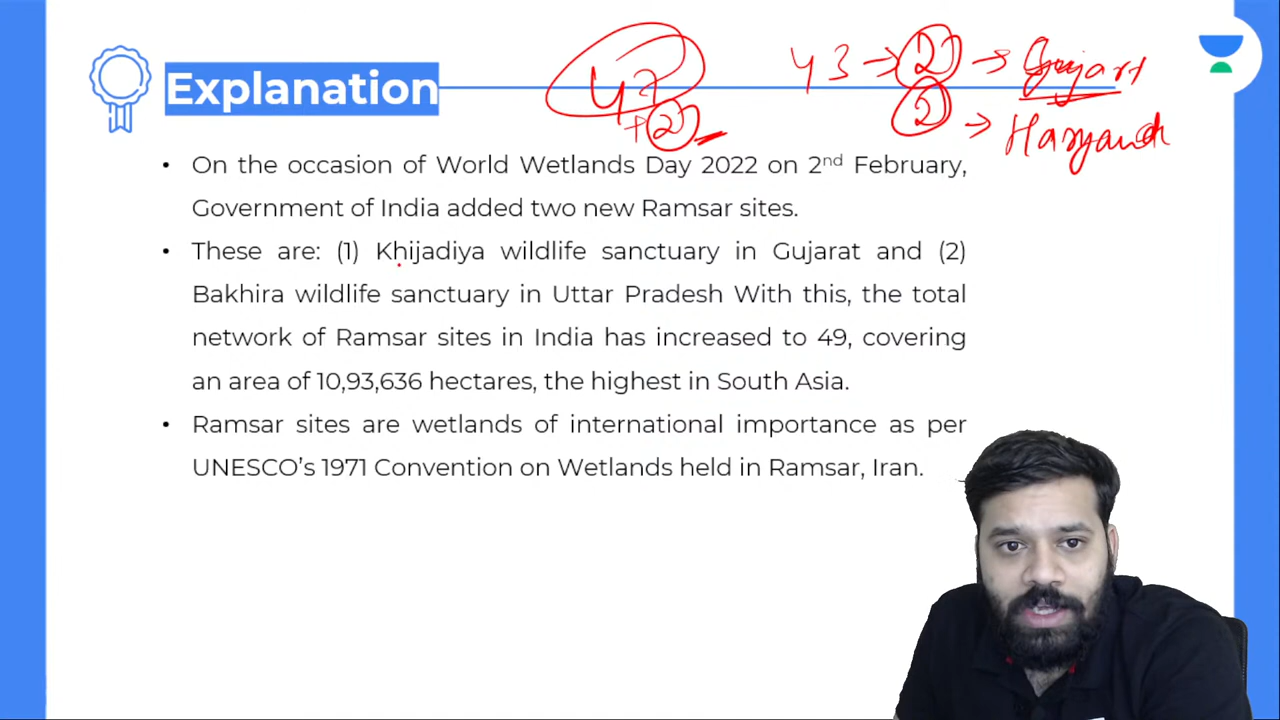 43 → 2 → Gujart
47
+2
2 → Haryana
Explanation
• On the occasion of World Wetlands Day 2022 on 2nd February,
Government of India added two new Ramsar sites.
• These are: (1) Khijadiya wildlife sanctuary in Gujarat and (2)
Bakhira wildlife sanctuary in Uttar Pradesh With this, the total
network of Ramsar sites in India has increased to 49, covering
an area of 10,93,636 hectares, the highest in South Asia.
• Ramsar sites are wetlands of international importance as per
UNESCO’s 1971 Convention on Wetlands held in Ramsar, Iran.